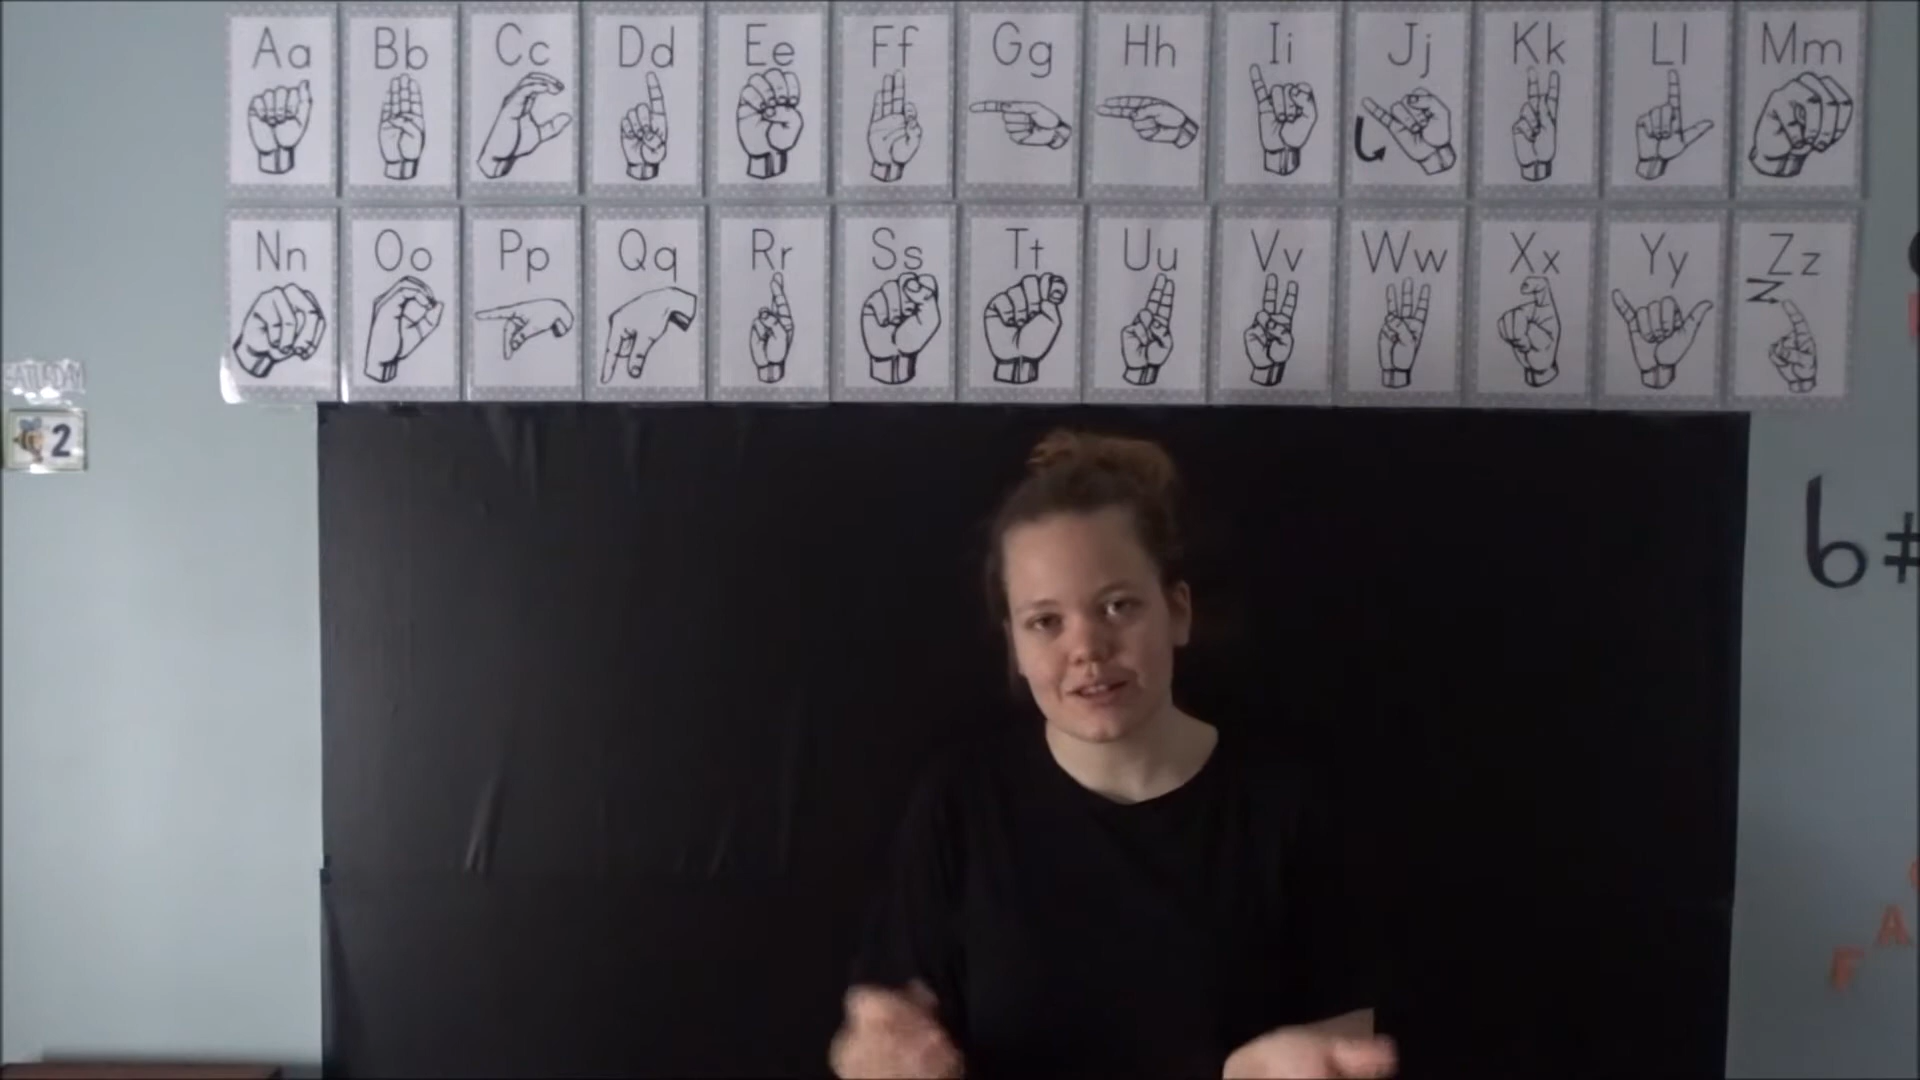 Aa Bb Cc Dd Ee Ff Gg Hh Ii Jj Kk Ll Mm
Nn Oo Pp Qq Rr Ss Tt Uu Vv Ww Xx Yy Zz
Z
SATURDAY
2
b #
A
F